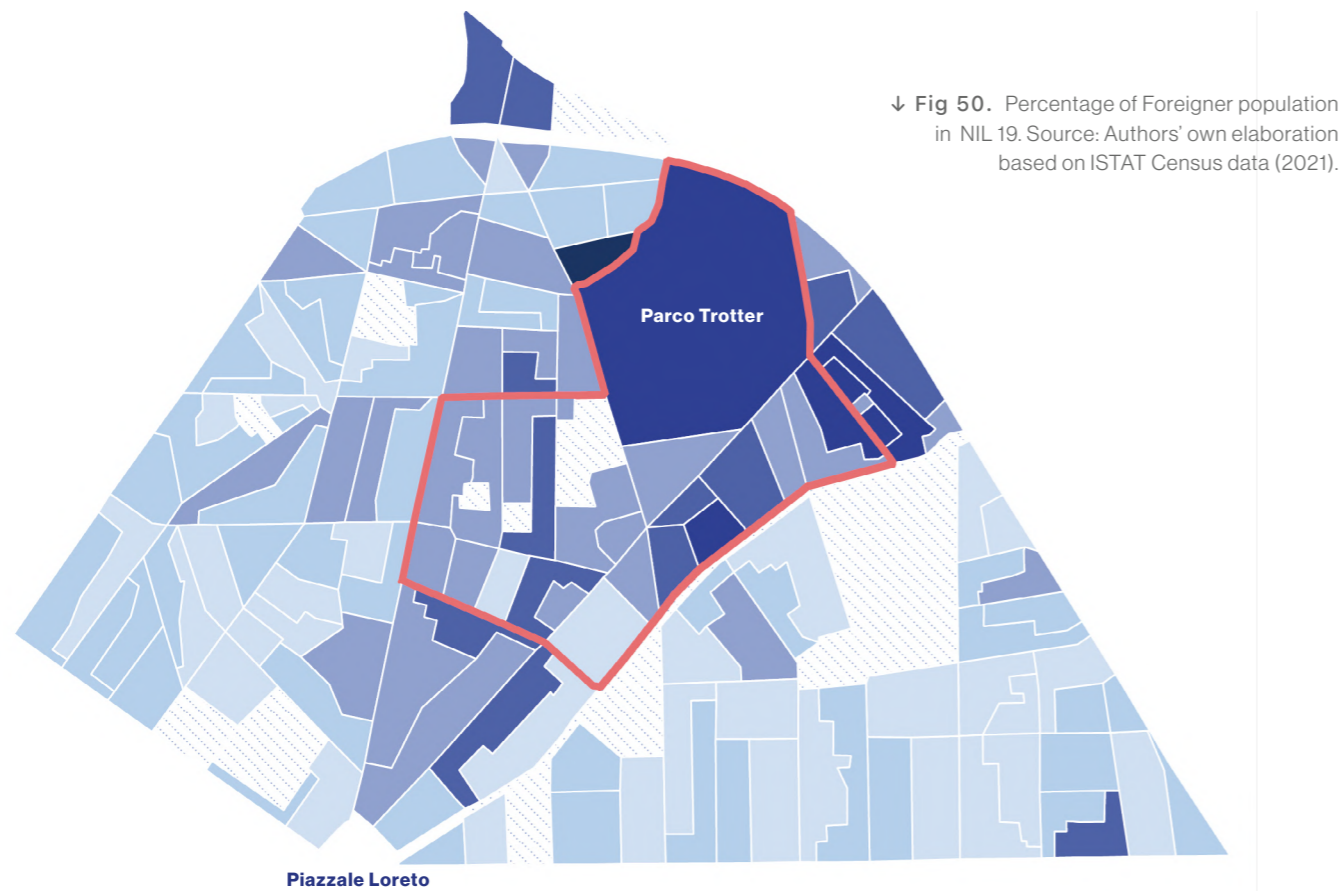 ↓ Fig 50. Percentage of Foreigner population
in NIL 19. Source: Authors' own elaboration
based on ISTAT Census data (2021).
Parco Trotter
Piazzale Loreto